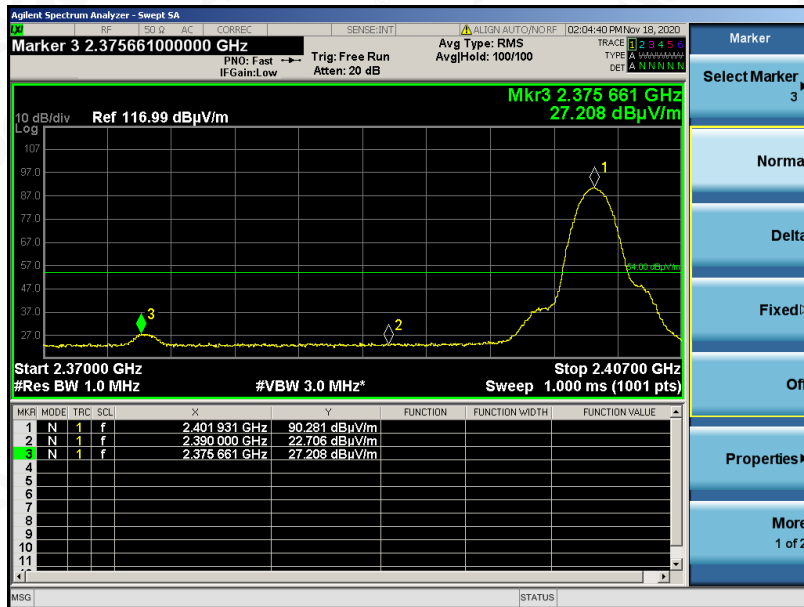 Agilent Spectrum Analyzer - Swept SA
LXI RF 50 Ω AC CORREC SENSE:INT ALIGN AUTO/NO RF 02:04:40 PM Nov 18, 2020
Marker 3 2.375661000000 GHz
PNO: Fast
IFGain:Low
Trig: Free Run
Atten: 20 dB
Avg Type: RMS
Avg|Hold: 100/100
TRACE 1 2 3 4 5 6
TYPE A WWWWW
DET A N N N N N
Mkr3 2.375 661 GHz
27.208 dBµV/m
10 dB/div Ref 116.99 dBµV/m
Log
107
97.0
87.0
77.0
67.0
57.0
47.0
37.0
27.0
1
54.00 dBµV/m
3
2
Start 2.37000 GHz Stop 2.40700 GHz
#Res BW 1.0 MHz #VBW 3.0 MHz* Sweep 1.000 ms (1001 pts)
MKR MODE TRC SCL X Y FUNCTION FUNCTION WIDTH FUNCTION VALUE
1 N 1 f 2.401 931 GHz 90.281 dBµV/m
2 N 1 f 2.390 000 GHz 22.706 dBµV/m
3 N 1 f 2.375 661 GHz 27.208 dBµV/m
4
5
6
7
8
9
10
11
MSG STATUS
Marker
Select Marker
3
Norma
Delta
Fixed
Off
Properties
More
1 of 2